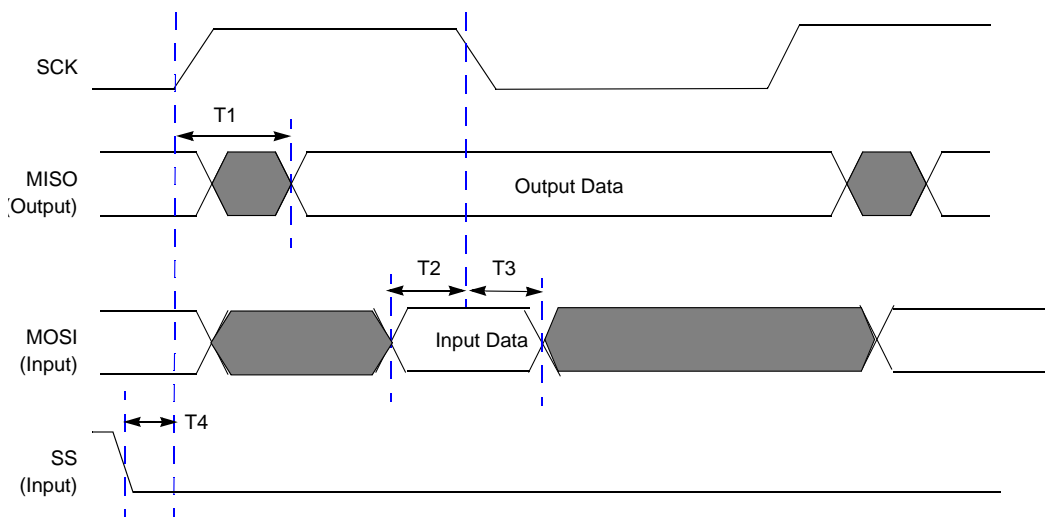 SCK
T1
MISO
(Output)
Output Data
T2
T3
MOSI
(Input)
Input Data
T4
SS
(Input)